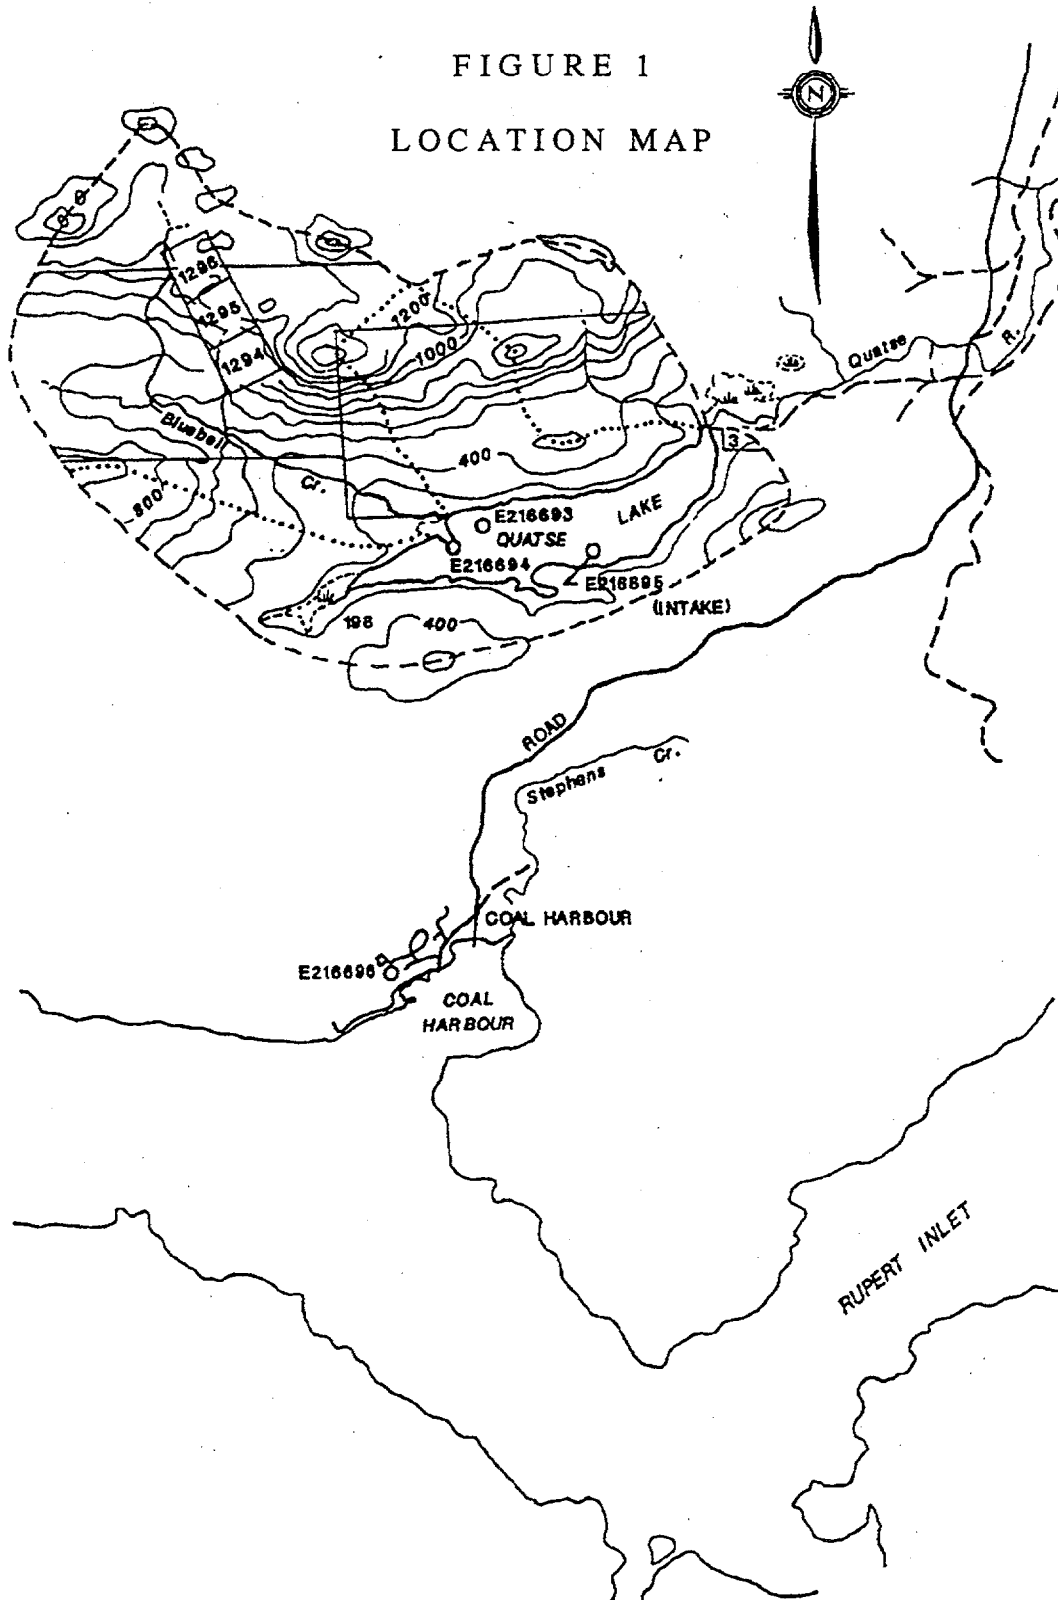 FIGURE 1
LOCATION MAP
N
1296
1295
1294
1200
1000
Quatse
R.
Bluebell
Cr.
3
400
800
E216693
QUATSE
LAKE
E216694
E216695
(INTAKE)
198
400
ROAD
Stephens
Cr.
COAL HARBOUR
E216696
COAL
HARBOUR
RUPERT INLET